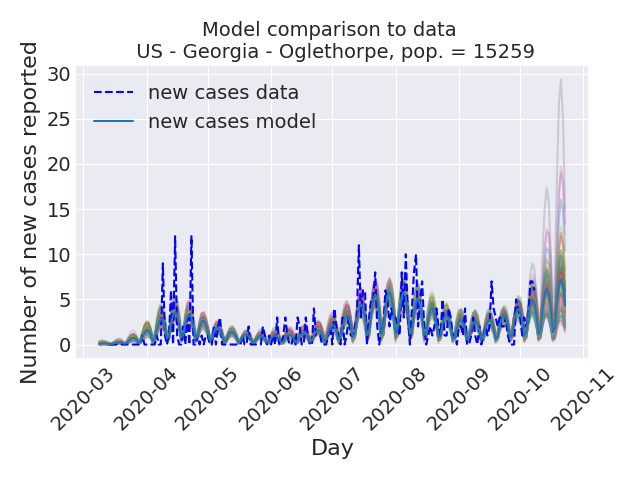 Model comparison to data
US - Georgia - Oglethorpe, pop. = 15259
Number of new cases reported
30
25
20
15
10
5
0
new cases data
new cases model
2020-03
2020-04
2020-05
2020-06
2020-07
2020-08
2020-09
2020-10
2020-11
Day